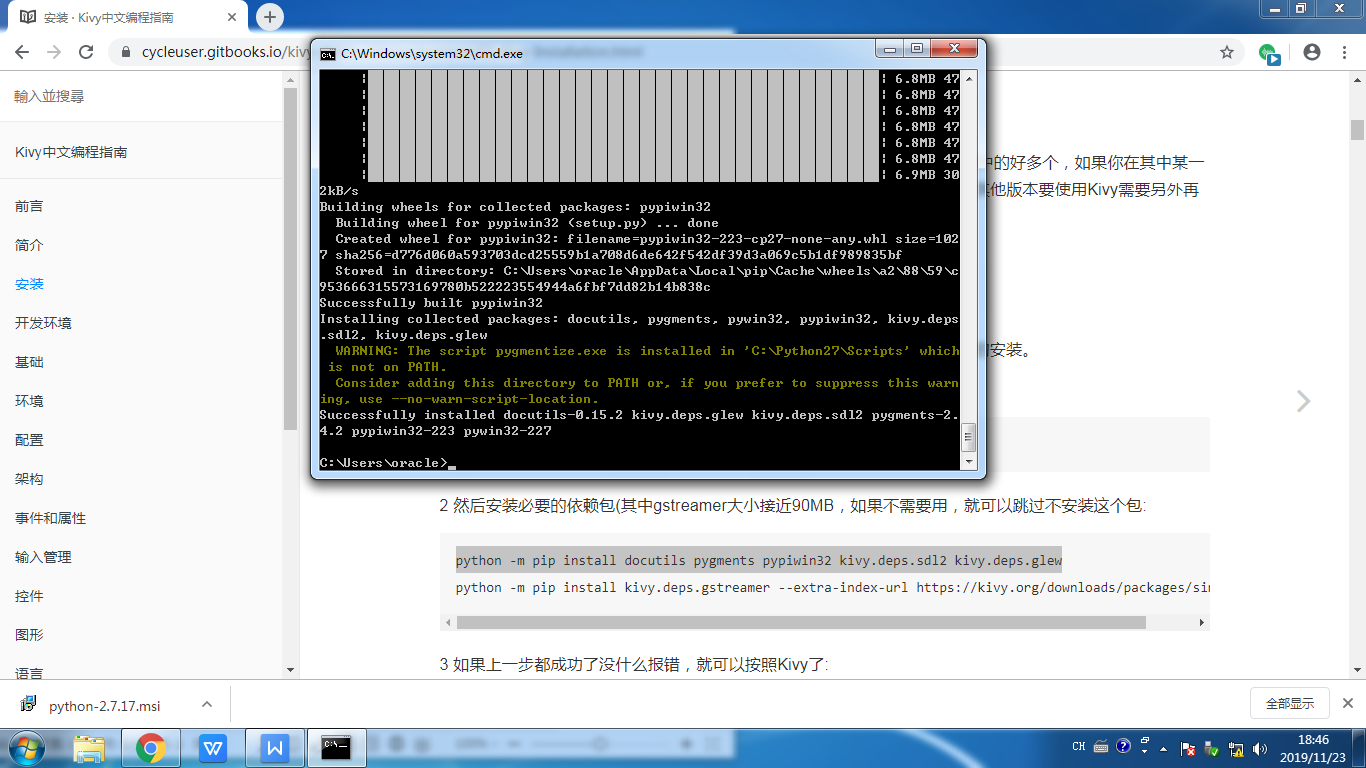 安装 · Kivy中文编程指南
cycleuser.gitbooks.io/kivy
C:\Windows\system32\cmd.exe
輸入並搜尋
Kivy中文编程指南
前言
简介
安装
开发环境
基础
环境
配置
架构
事件和属性
输入管理
控件
图形
语言
6.8MB 47
6.8MB 47
6.8MB 47
6.8MB 47
6.8MB 47
6.8MB 47
6.9MB 30
2kB/s
Building wheels for collected packages: pypiwin32
Building wheel for pypiwin32 (setup.py) ... done
Created wheel for pypiwin32: filename=pypiwin32-223-cp27-none-any.whl size=102
7 sha256=d776d060a593703dcd25559b1a708d6de642f542df39d3a069c5b1df989835bf
Stored in directory: C:\Users\oracle\AppData\Local\pip\Cache\wheels\a2\88\59\c
953666315573169780b522223554944a6fbf7dd82b14b838c
Successfully built pypiwin32
Installing collected packages: docutils, pygments, pywin32, pypiwin32, kivy.deps
.sdl2, kivy.deps.glew
WARNING: The script pygmentize.exe is installed in 'C:\Python27\Scripts' which
is not on PATH.
Consider adding this directory to PATH or, if you prefer to suppress this warn
ing, use --no-warn-script-location.
Successfully installed docutils-0.15.2 kivy.deps.glew kivy.deps.sdl2 pygments-2.
4.2 pypiwin32-223 pywin32-227
C:\Users\oracle>
的好多个，如果你在其中某一
他版本要使用Kivy需要另外再
安装。
2 然后安装必要的依赖包(其中gstreamer大小接近90MB，如果不需要用，就可以跳过不安装这个包:
python -m pip install docutils pygments pypiwin32 kivy.deps.sdl2 kivy.deps.glew
python -m pip install kivy.deps.gstreamer --extra-index-url https://kivy.org/downloads/packages/sim
3 如果上一步都成功了没什么报错，就可以按照Kivy了:
python-2.7.17.msi
全部显示
CH
18:46
2019/11/23